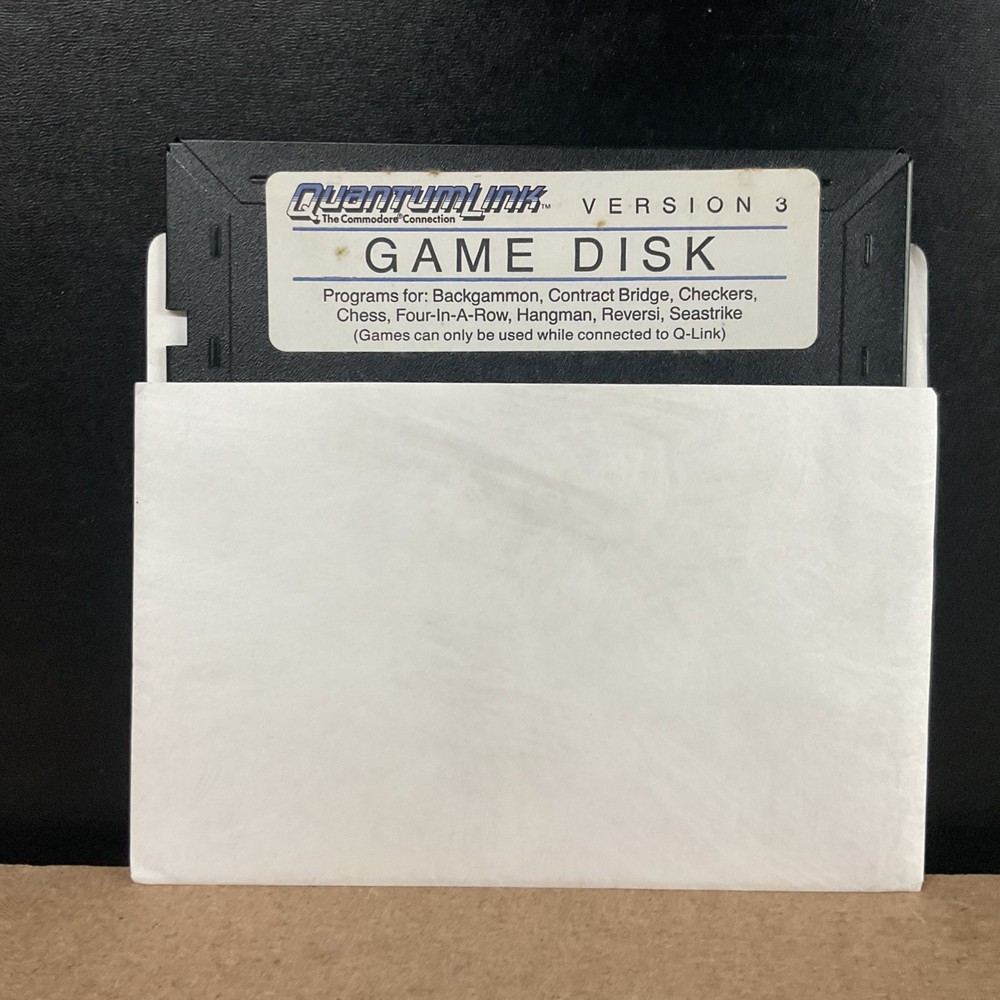 QuantumLink™ VERSION 3
The Commodore® Connection
GAME DISK
Programs for: Backgammon, Contract Bridge, Checkers,
Chess, Four-In-A-Row, Hangman, Reversi, Seastrike
(Games can only be used while connected to Q-Link)